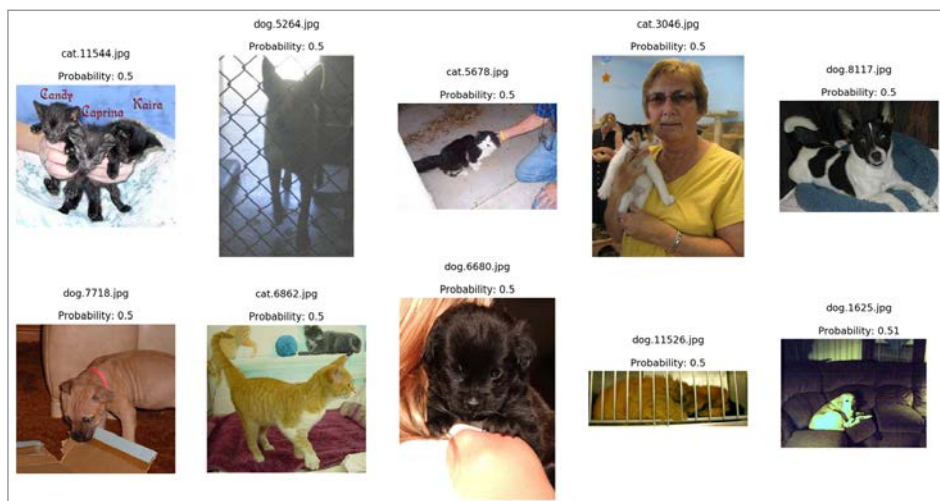 cat.11544.jpg
Probability: 0.5
Candy
Caprina
Kaira
dog.5264.jpg
Probability: 0.5
cat.5678.jpg
Probability: 0.5
cat.3046.jpg
Probability: 0.5
dog.8117.jpg
Probability: 0.5
dog.7718.jpg
Probability: 0.5
cat.6862.jpg
Probability: 0.5
dog.6680.jpg
Probability: 0.5
dog.11526.jpg
Probability: 0.5
dog.1625.jpg
Probability: 0.51